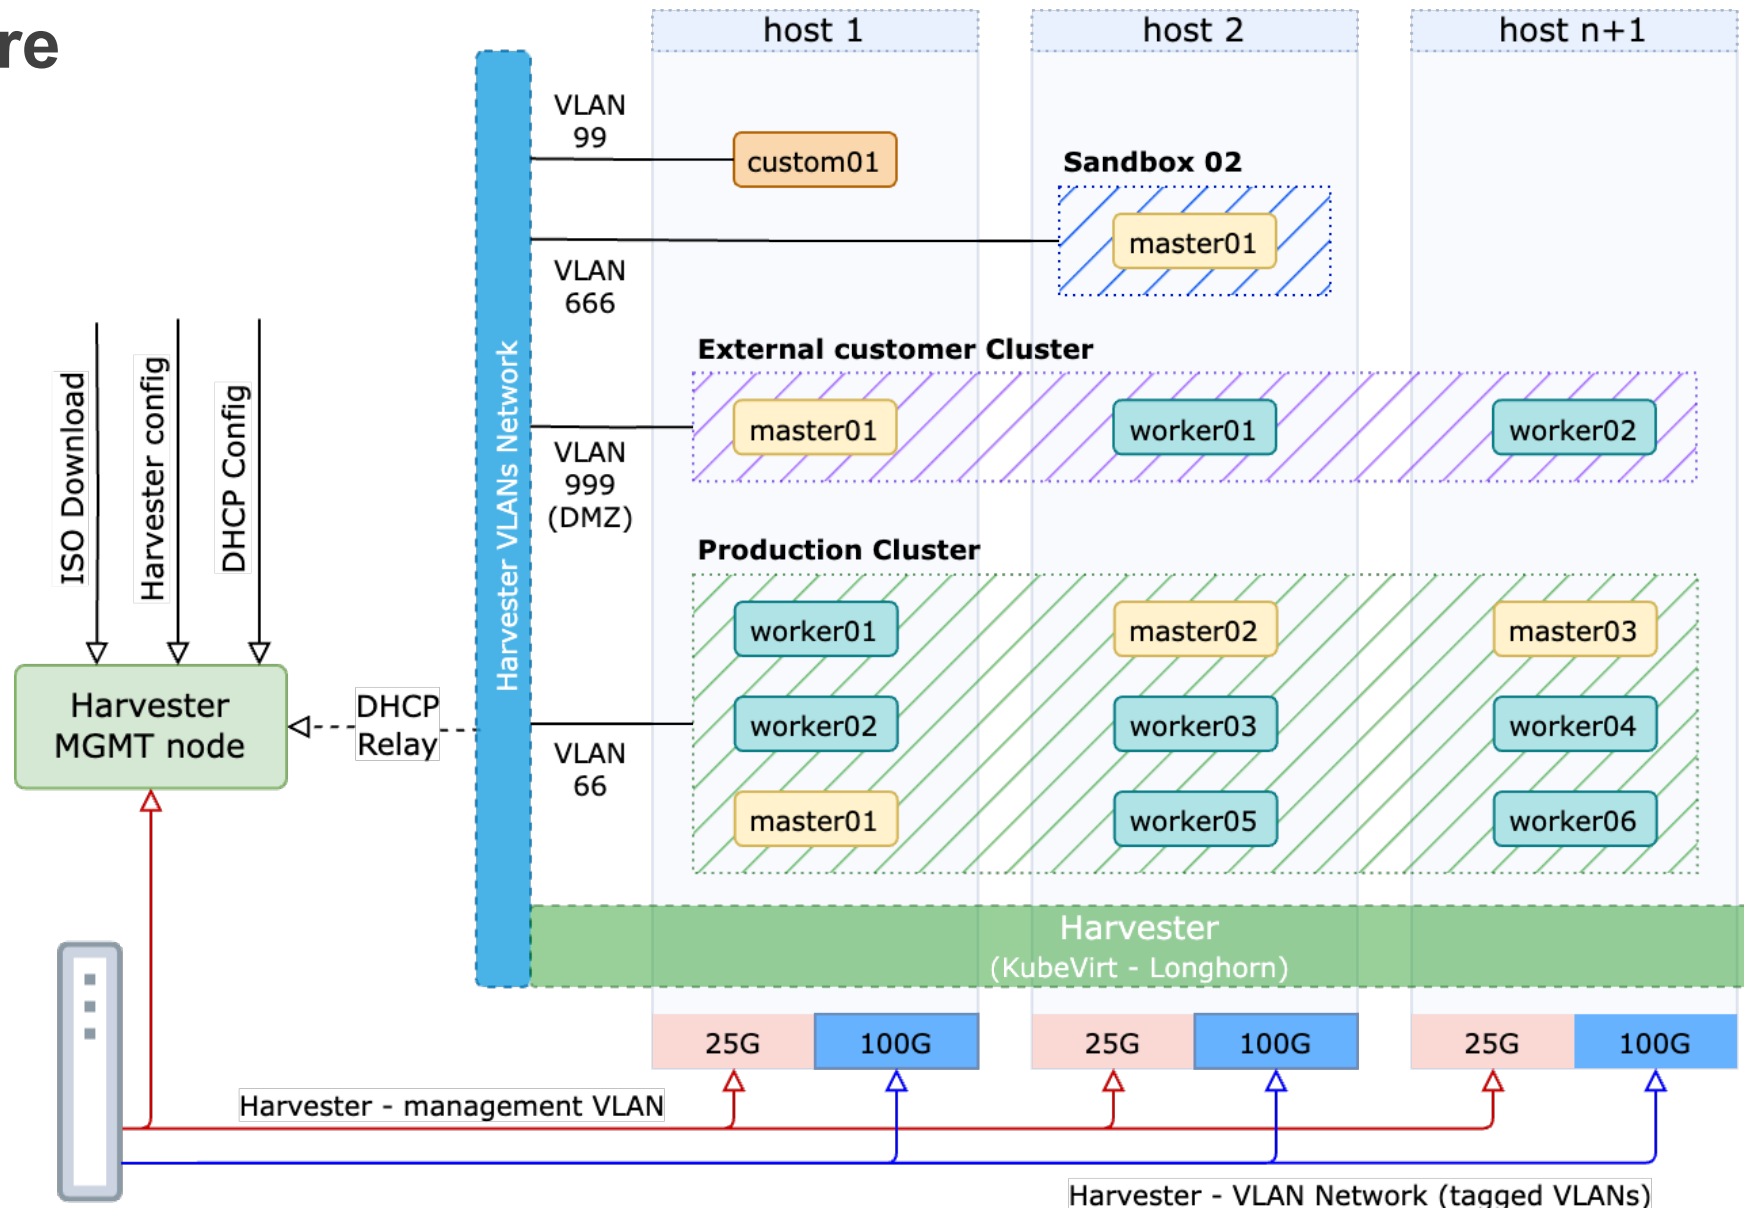 re
host 1
host 2
host n+1
VLAN
99
custom01
Sandbox 02
master01
VLAN
666
External customer Cluster
master01
worker01
worker02
VLAN
999
(DMZ)
Production Cluster
worker01
master02
master03
worker02
worker03
worker04
VLAN
66
master01
worker05
worker06
Harvester VLANs Network
ISO Download
Harvester config
DHCP Config
Harvester
MGMT node
DHCP
Relay
Harvester
(KubeVirt - Longhorn)
25G
100G
25G
100G
25G
100G
Harvester - management VLAN
Harvester - VLAN Network (tagged VLANs)